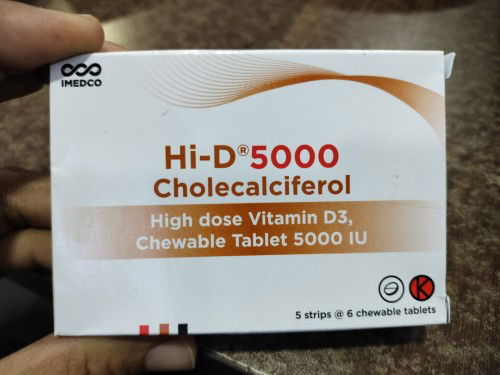 IMEDCO
Hi-D® 5000
Cholecalciferol
High dose Vitamin D3,
Chewable Tablet 5000 IU
K
5 strips @ 6 chewable tablets